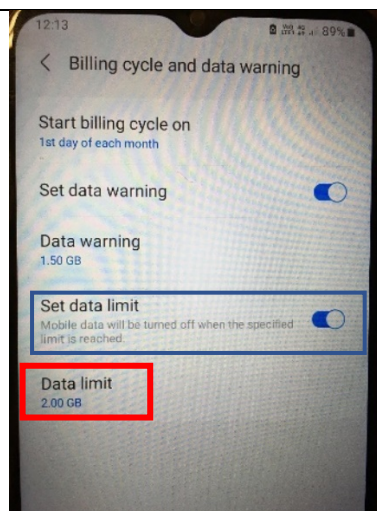 12:13
89%
Billing cycle and data warning
Start billing cycle on
1st day of each month
Set data warning
Data warning
1.50 GB
Set data limit
Mobile data will be turned off when the specified
limit is reached.
Data limit
2.00 GB